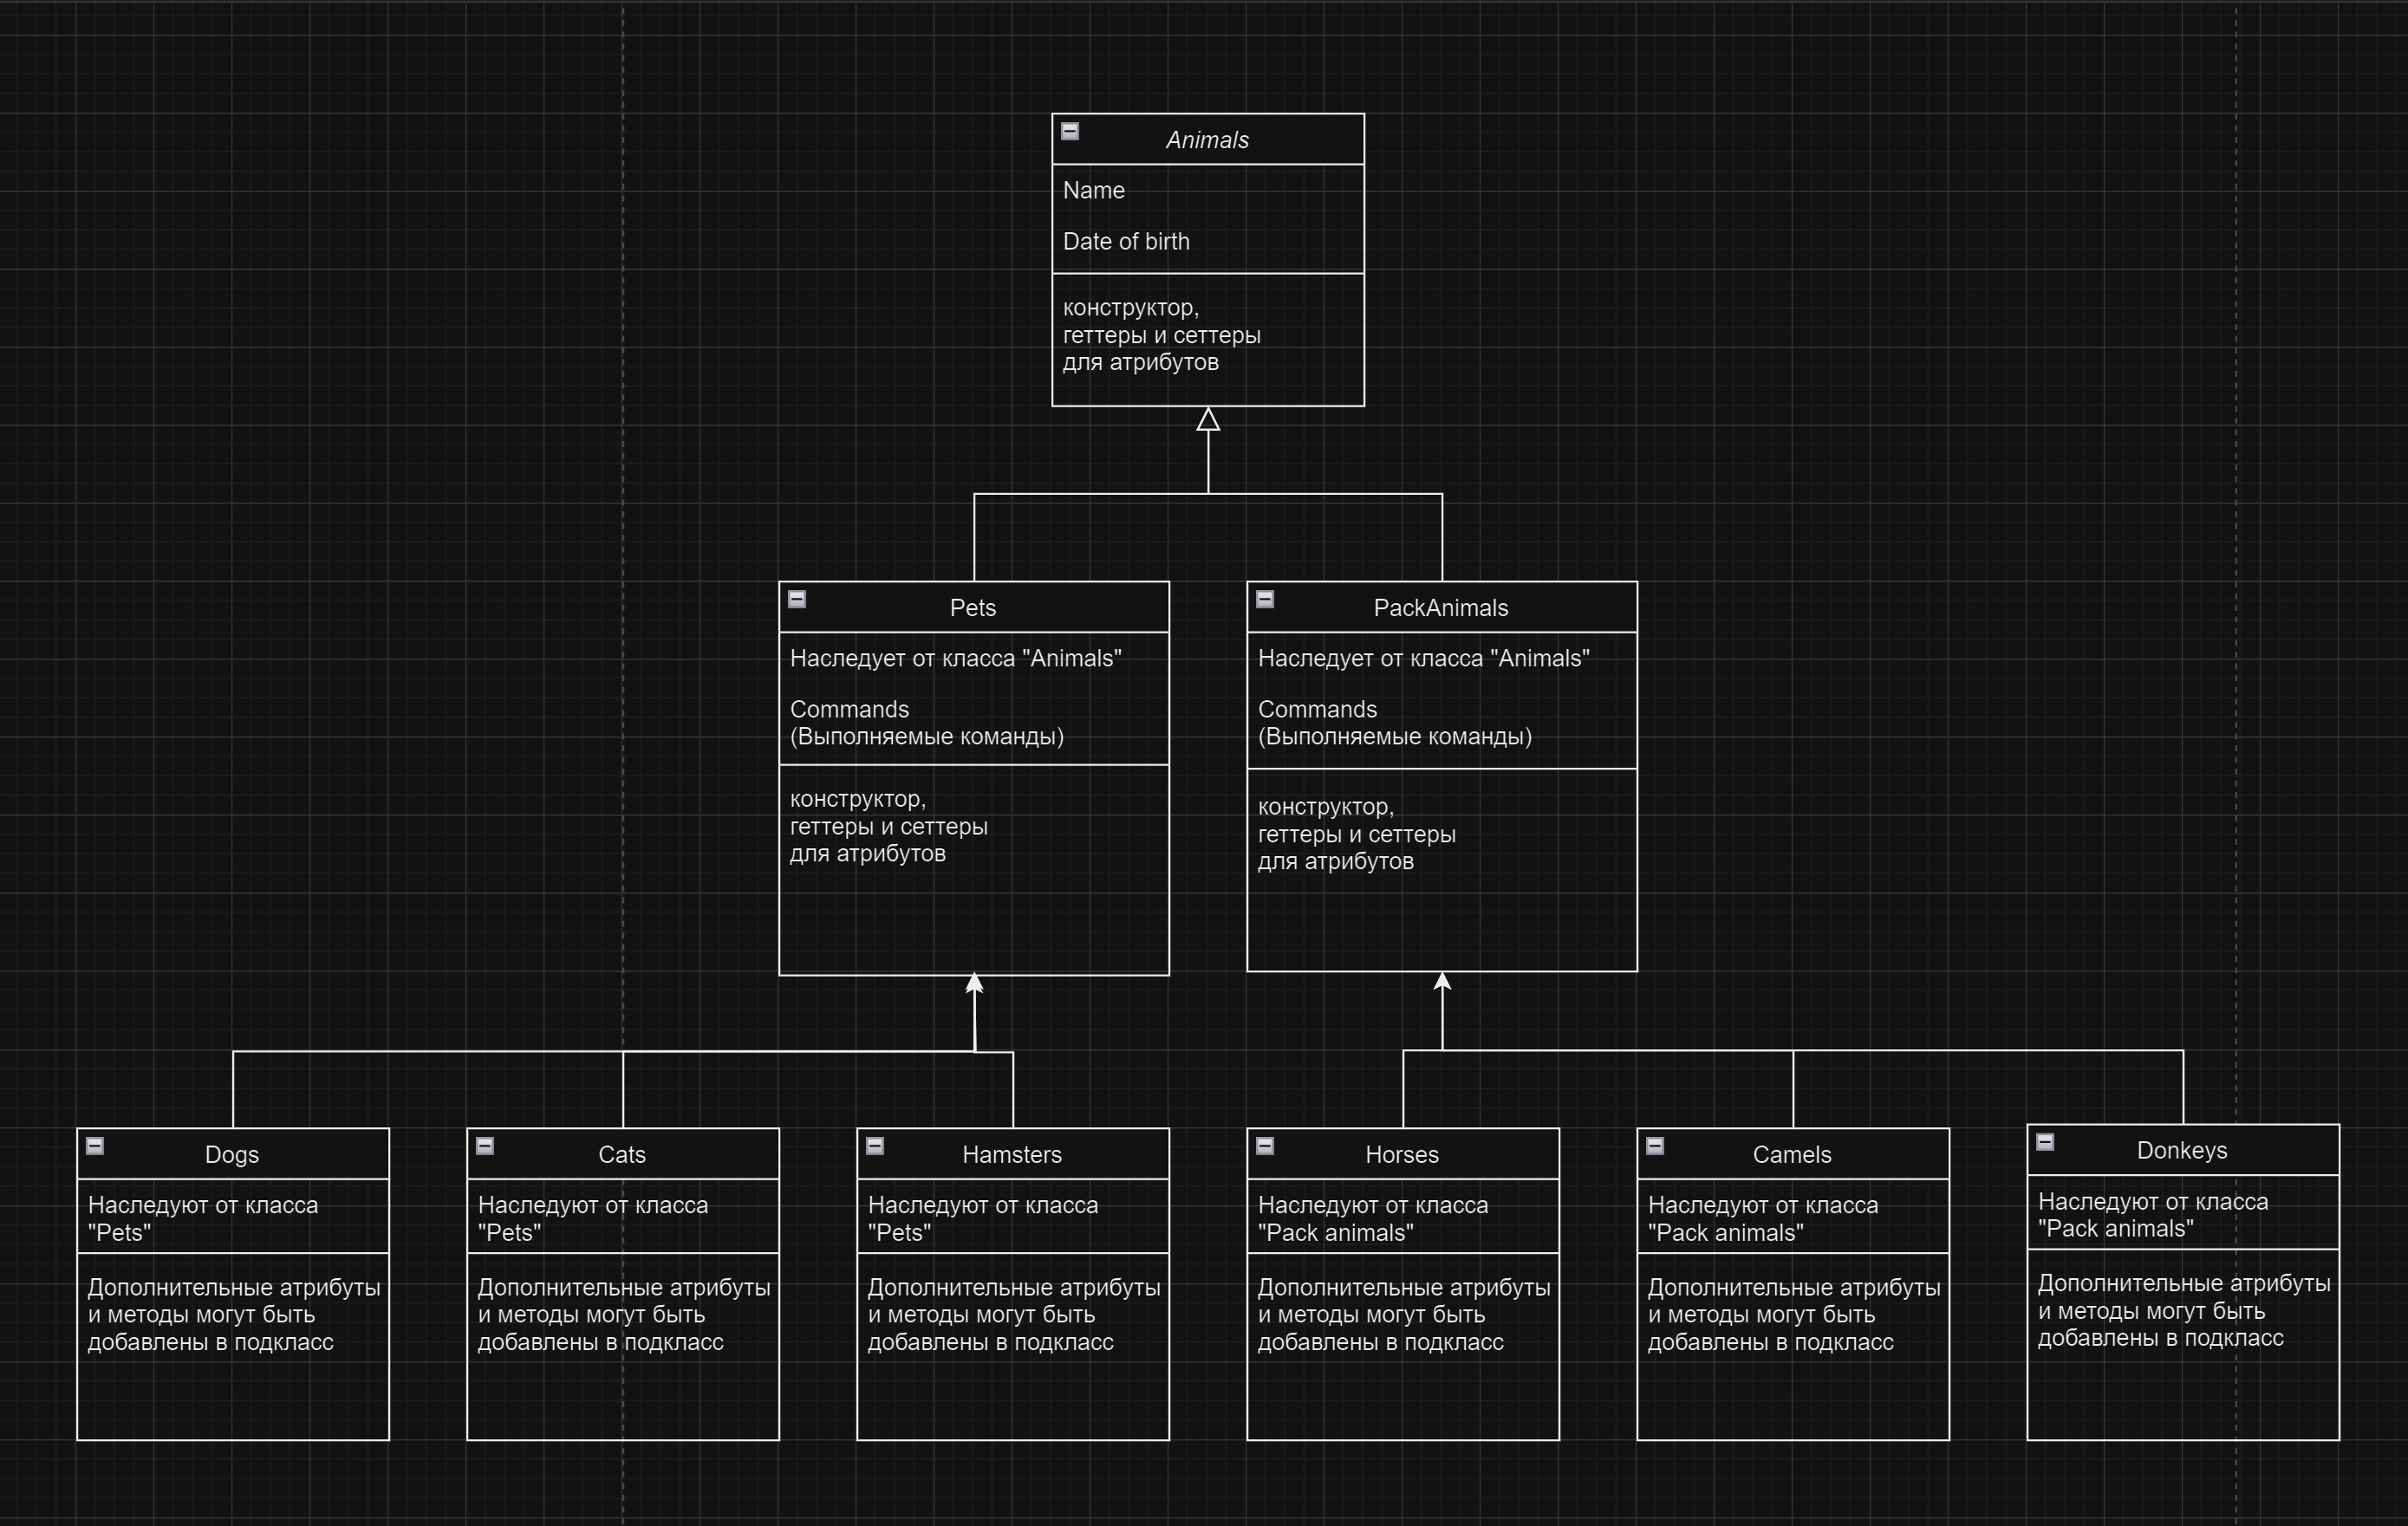 Animals
Name
Date of birth
конструктор,
геттеры и сеттеры
для атрибутов
Pets
Наследует от класса "Animals"
Commands
(Выполняемые команды)
конструктор,
геттеры и сеттеры
для атрибутов
PackAnimals
Наследует от класса "Animals"
Commands
(Выполняемые команды)
конструктор,
геттеры и сеттеры
для атрибутов
Dogs
Наследуют от класса
"Pets"
Дополнительные атрибуты
и методы могут быть
добавлены в подкласс
Cats
Наследуют от класса
"Pets"
Дополнительные атрибуты
и методы могут быть
добавлены в подкласс
Hamsters
Наследуют от класса
"Pets"
Дополнительные атрибуты
и методы могут быть
добавлены в подкласс
Horses
Наследуют от класса
"Pack animals"
Дополнительные атрибуты
и методы могут быть
добавлены в подкласс
Camels
Наследуют от класса
"Pack animals"
Дополнительные атрибуты
и методы могут быть
добавлены в подкласс
Donkeys
Наследуют от класса
"Pack animals"
Дополнительные атрибуты
и методы могут быть
добавлены в подкласс